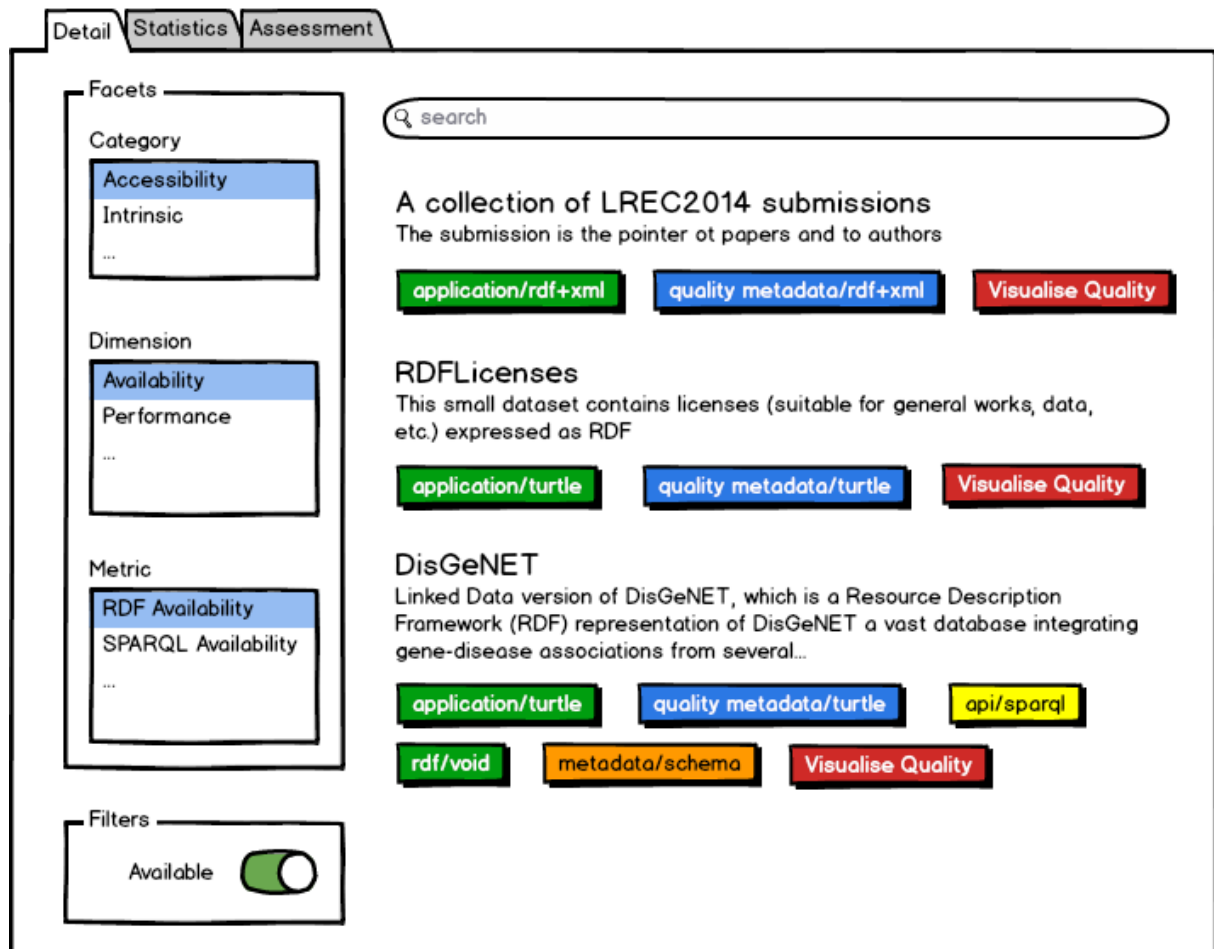 Detail
Statistics
Assessment
Facets
Category
Accessibility
Intrinsic
...
Dimension
Availability
Performance
...
Metric
RDF Availability
SPARQL Availability
...
Filters
Available
search
A collection of LREC2014 submissions
The submission is the pointer ot papers and to authors
application/rdf+xml
quality metadata/rdf+xml
Visualise Quality
RDFLicenses
This small dataset contains licenses (suitable for general works, data,
etc.) expressed as RDF
application/turtle
quality metadata/turtle
Visualise Quality
DisGeNET
Linked Data version of DisGeNET, which is a Resource Description
Framework (RDF) representation of DisGeNET a vast database integrating
gene-disease associations from several...
application/turtle
quality metadata/turtle
api/sparql
rdf/void
metadata/schema
Visualise Quality